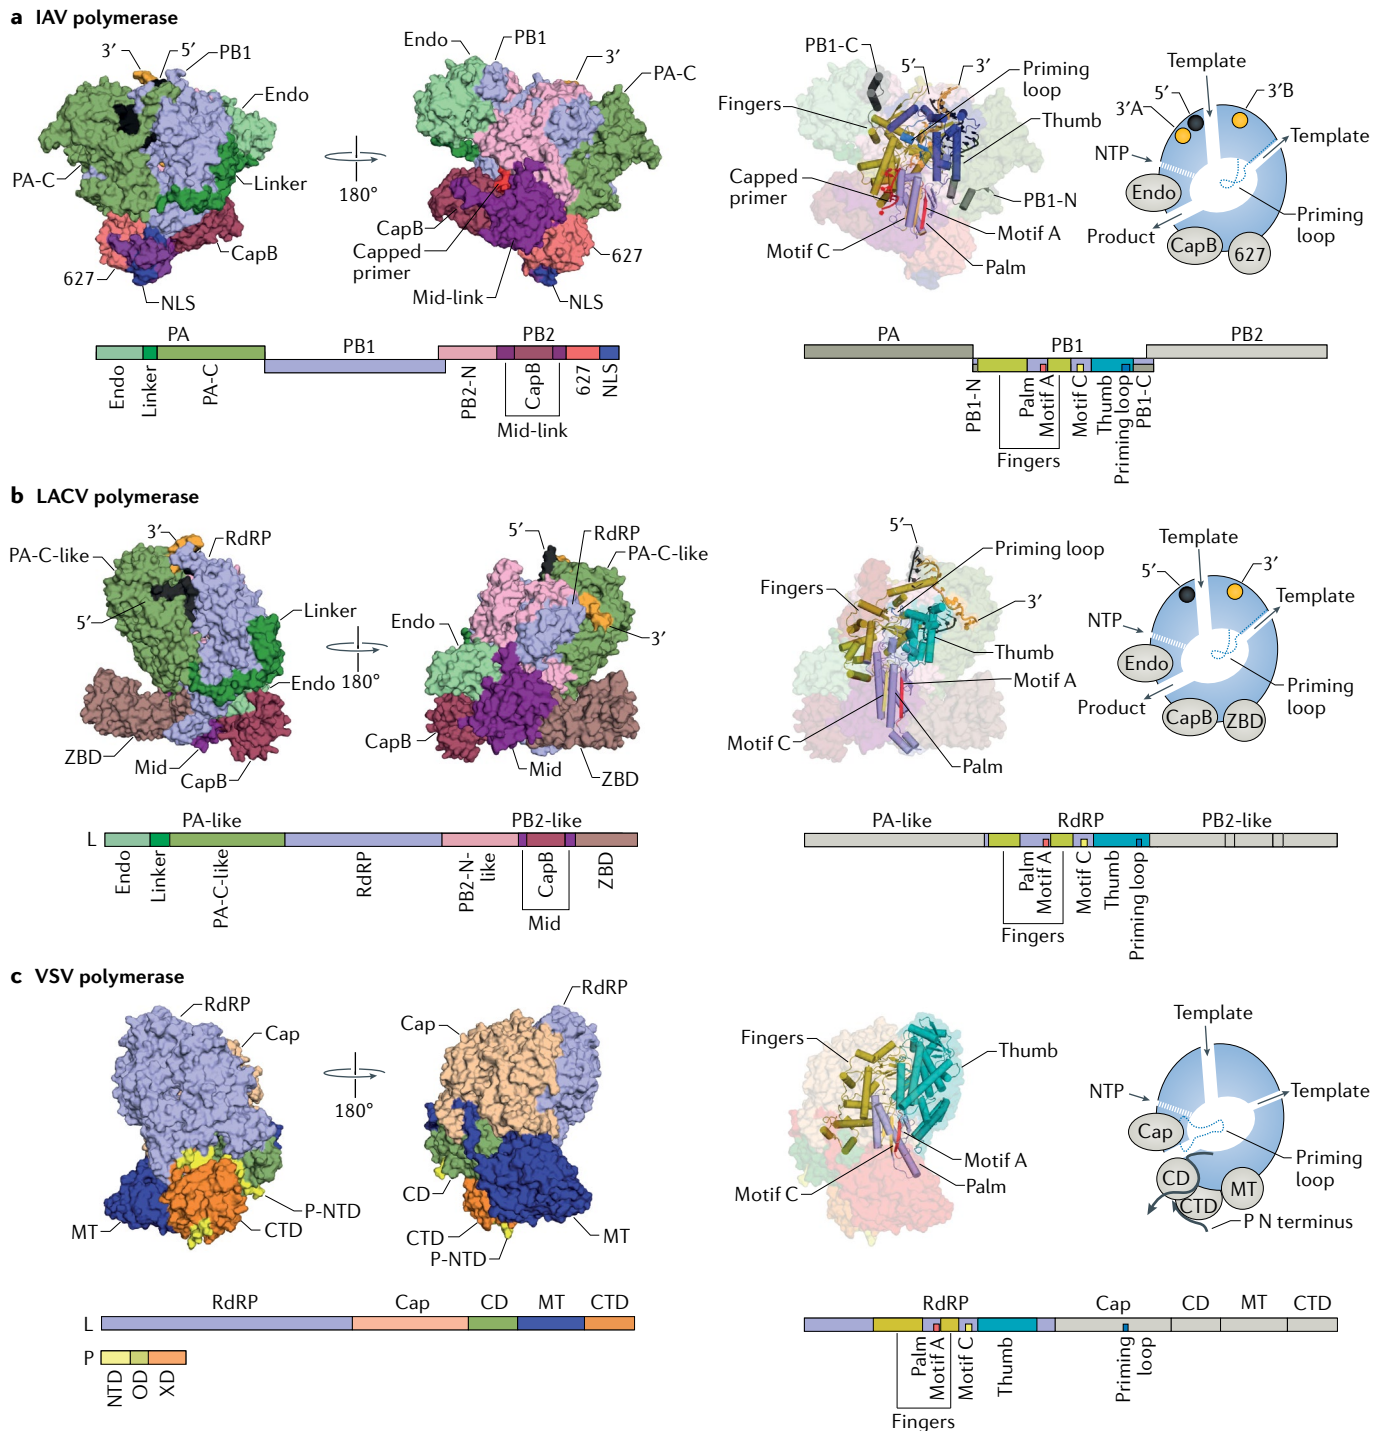 a IAV polymerase
3′
5′
PB1
Endo
PA-C
Linker
CapB
627
NLS
180°
Endo
PB1
3′
PA-C
CapB
Capped
primer
Mid-link
627
NLS
PB1-C
5′
3′
Priming
loop
Fingers
Thumb
Capped
primer
PB1-N
Motif C
Motif A
Palm
Template
5′
3′A
3′B
Template
NTP
Endo
Product
CapB
627
Priming
loop
PA
PB1
PB2
Endo
Linker
PA-C
PB2-N
CapB
627
NLS
Mid-link
PA
PB1
PB2
PB1-N
Palm
Motif A
Motif C
Thumb
Priming loop
PB1-C
Fingers
b LACV polymerase
3′
RdRP
PA-C-like
5′
Linker
Endo
ZBD
Mid
CapB
180°
5′
RdRP
PA-C-like
Endo
3′
CapB
Mid
ZBD
5′
Priming loop
Fingers
3′
Thumb
Motif A
Motif C
Palm
Template
5′
3′
Template
NTP
Endo
Product
CapB
ZBD
Priming
loop
PA-like
PB2-like
L
Endo
Linker
PA-C-like
RdRP
PB2-N-
like
CapB
ZBD
Mid
PA-like
RdRP
PB2-like
Palm
Motif A
Motif C
Thumb
Priming loop
Fingers
c VSV polymerase
RdRP
Cap
P-NTD
MT
CTD
180°
RdRP
Cap
CD
CTD
P-NTD
MT
Fingers
Thumb
Motif A
Motif C
Palm
Template
NTP
Template
Cap
Priming
loop
CD
CTD
MT
P N terminus
RdRP
Cap
CD
MT
CTD
L
P
NTD
OD
XD
RdRP
Cap
CD
MT
CTD
Palm
Motif A
Motif C
Thumb
Priming
loop
Fingers